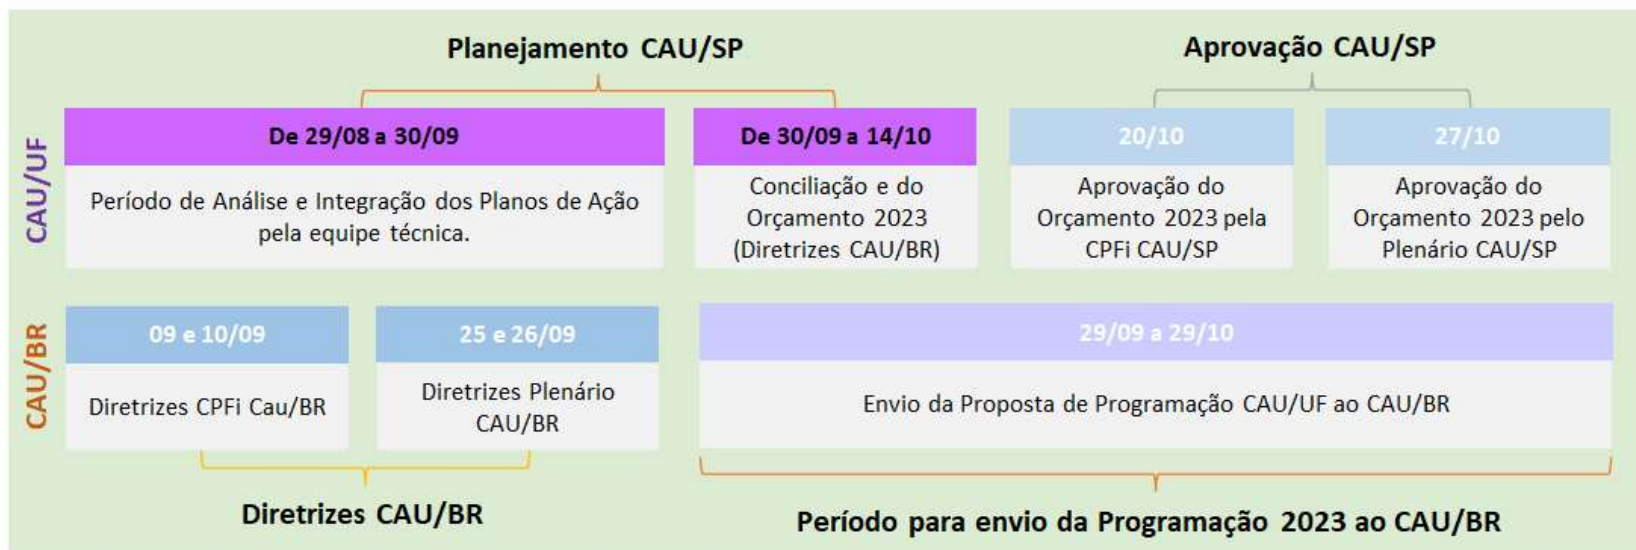 Planejamento CAU/SP
Aprovação CAU/SP
CAU/UF
De 29/08 a 30/09
Período de Análise e Integração dos Planos de Ação
pela equipe técnica.
De 30/09 a 14/10
Conciliação e do
Orçamento 2023
(Diretrizes CAU/BR)
20/10
Aprovação do
Orçamento 2023 pela
CPFi CAU/SP
27/10
Aprovação do
Orçamento 2023 pelo
Plenário CAU/SP
CAU/BR
09 e 10/09
Diretrizes CPFi Cau/BR
25 e 26/09
Diretrizes Plenário
CAU/BR
29/09 a 29/10
Envio da Proposta de Programação CAU/UF ao CAU/BR
Diretrizes CAU/BR
Período para envio da Programação 2023 ao CAU/BR